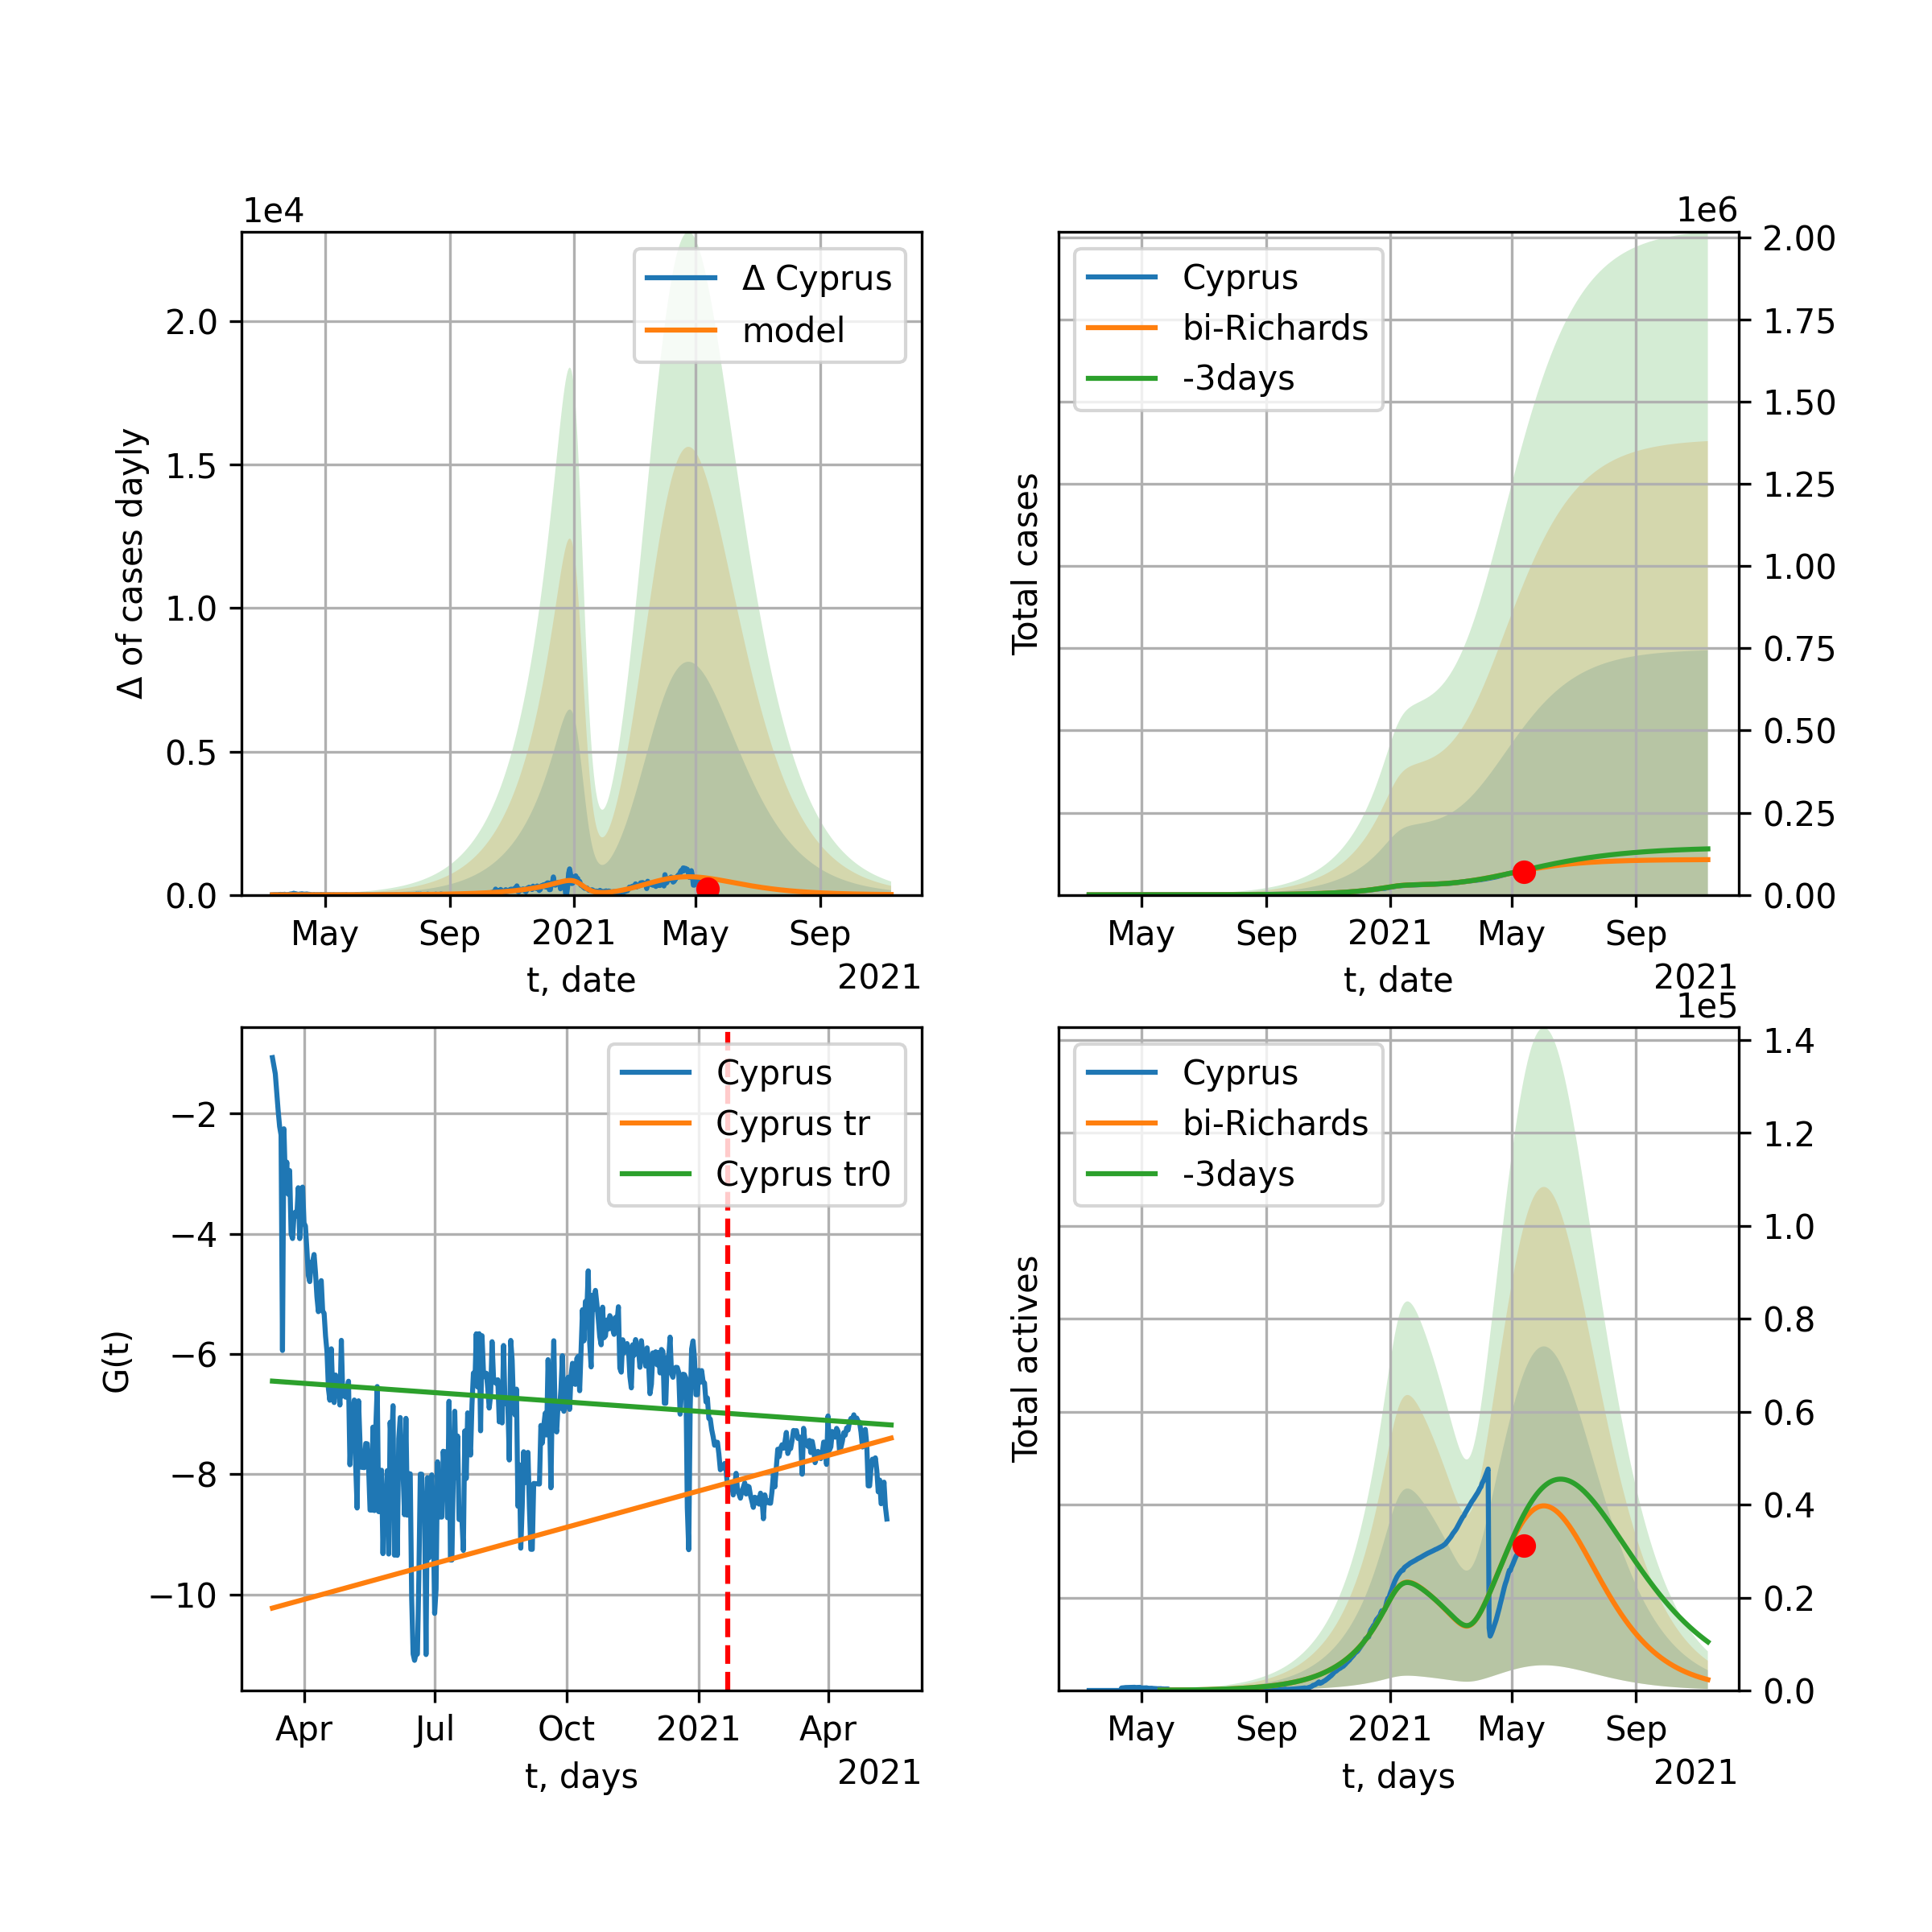 1e4
Δ of cases dayly
2.0
1.5
1.0
0.5
0.0
Δ Cyprus
model
May Sep 2021 May Sep
t, date
2021
1e6
Total cases
2.00
1.75
1.50
1.25
1.00
0.75
0.50
0.25
0.00
Cyprus
bi-Richards
-3days
May Sep 2021 May Sep
t, date
2021
G(t)
−2
−4
−6
−8
−10
Cyprus
Cyprus tr
Cyprus tr0
Apr Jul Oct 2021 Apr
t, days
2021
1e5
Total actives
1.4
1.2
1.0
0.8
0.6
0.4
0.2
0.0
Cyprus
bi-Richards
-3days
May Sep 2021 May Sep
t, days
2021